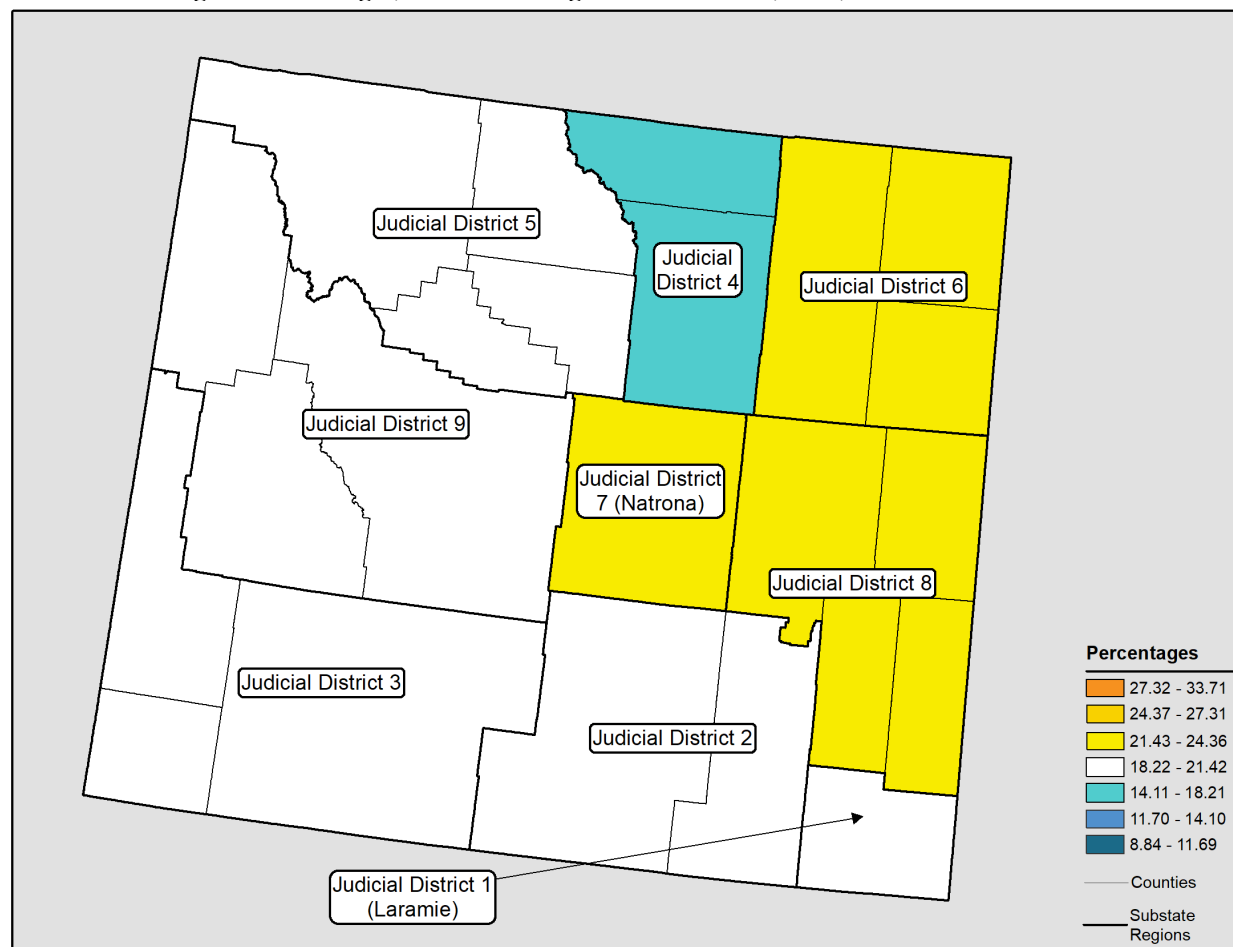 Judicial District 5
Judicial
District 4
Judicial District 6
Judicial District 9
Judicial District
7 (Natrona)
Judicial District 8
Judicial District 3
Judicial District 2
Judicial District 1
(Laramie)
Percentages
27.32 - 33.71
24.37 - 27.31
21.43 - 24.36
18.22 - 21.42
14.11 - 18.21
11.70 - 14.10
8.84 - 11.69
Counties
Substate
Regions